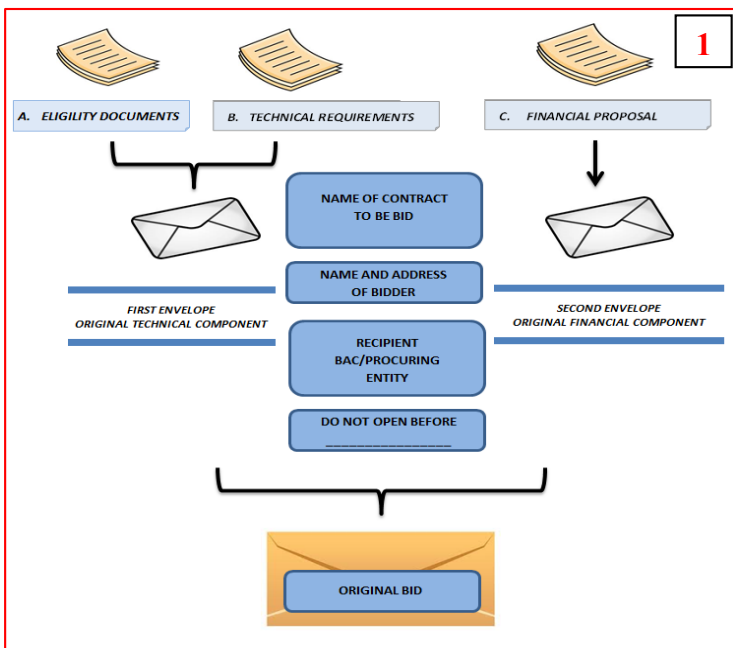 1
A. ELIGILITY DOCUMENTS
B. TECHNICAL REQUIREMENTS
C. FINANCIAL PROPOSAL
NAME OF CONTRACT
TO BE BID
NAME AND ADDRESS
OF BIDDER
FIRST ENVELOPE
ORIGINAL TECHNICAL COMPONENT
SECOND ENVELOPE
ORIGINAL FINANCIAL COMPONENT
RECIPIENT
BAC/PROCURING
ENTITY
DO NOT OPEN BEFORE
________________
ORIGINAL BID